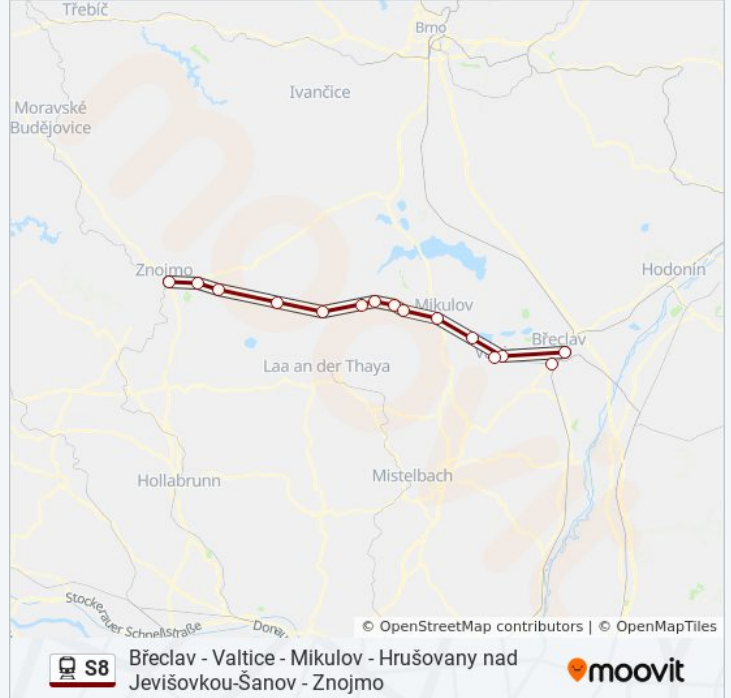 Třebíč
Brno
Ivančice
Moravské
Budějovice
Znojmo
Hodonín
Mikulov
Břeclav
Laa an der Thaya
Hollabrunn
Mistelbach
Stockerauer Schnellstraße
© OpenStreetMap contributors | © OpenMapTiles
S8
Břeclav - Valtice - Mikulov - Hrušovany nad
Jevišovkou-Šanov - Znojmo
moovit